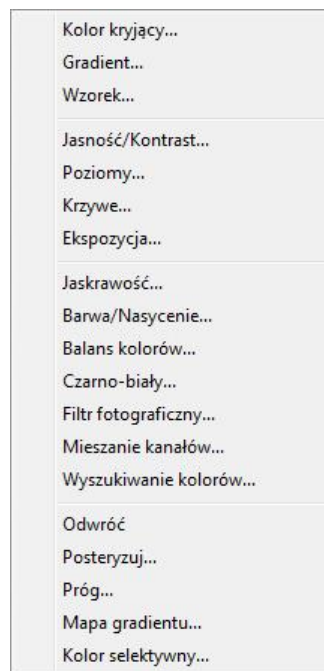 Kolor kryjący...
Gradient...
Wzorek...
Jasność/Kontrast...
Poziomy...
Krzywe...
Ekspozycja...
Jaskrawość...
Barwa/Nasycenie...
Balans kolorów...
Czarno-biały...
Filtr fotograficzny...
Mieszanie kanałów...
Wyszukiwanie kolorów...
Odwróć
Posteryzuj...
Próg...
Mapa gradientu...
Kolor selektywny...